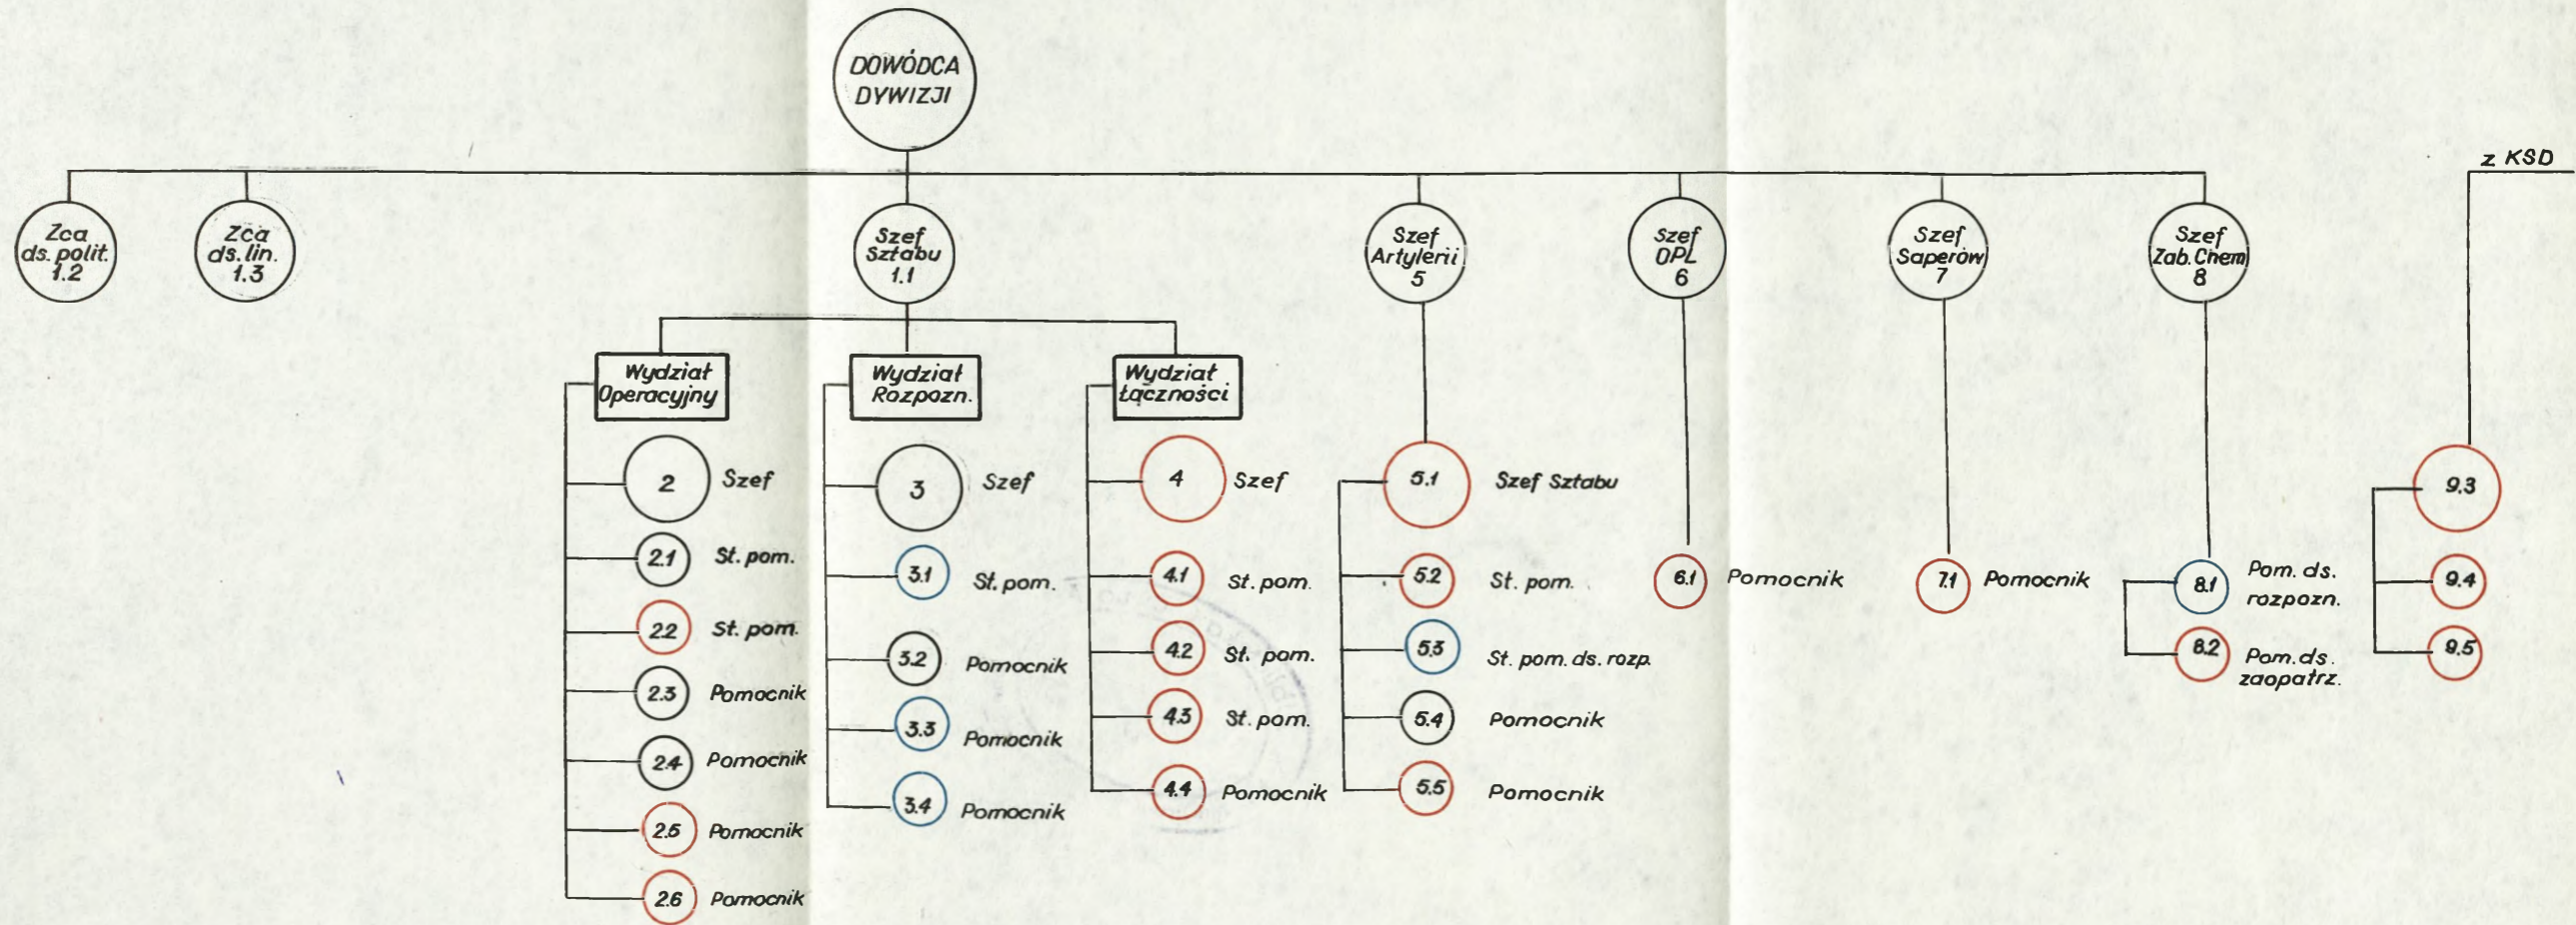 DOWÓDCA
DYWIZJI
z KSD
Zca
ds. polit.
1.2
Zca
ds. lin.
1.3
Szef
Sztabu
1.1
Szef
Artylerii
5
Szef
OPL
6
Szef
Saperów
7
Szef
Zab. Chem
8
Wydział
Operacyjny
2 Szef
2.1 St. pom.
2.2 St. pom.
2.3 Pomocnik
2.4 Pomocnik
2.5 Pomocnik
2.6 Pomocnik
Wydział
Rozpozn.
3 Szef
3.1 St. pom.
3.2 Pomocnik
3.3 Pomocnik
3.4 Pomocnik
Wydział
Łączności
4 Szef
4.1 St. pom.
4.2 St. pom.
4.3 St. pom.
4.4 Pomocnik
5.1 Szef Sztabu
5.2 St. pom.
5.3 St. pom. ds. rozp.
5.4 Pomocnik
5.5 Pomocnik
6.1 Pomocnik
7.1 Pomocnik
8.1 Pom. ds.
rozpozn.
8.2 Pom. ds.
zaopatrz.
9.3
9.4
9.5